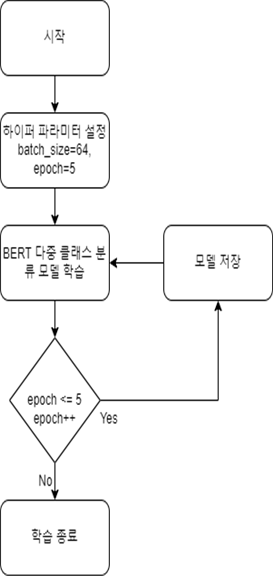 시작
하이퍼 파라미터 설정
batch_size=64,
epoch=5
BERT 다중 클래스 분
류 모델 학습
모델 저장
epoch <= 5
epoch++
Yes
No
학습 종료